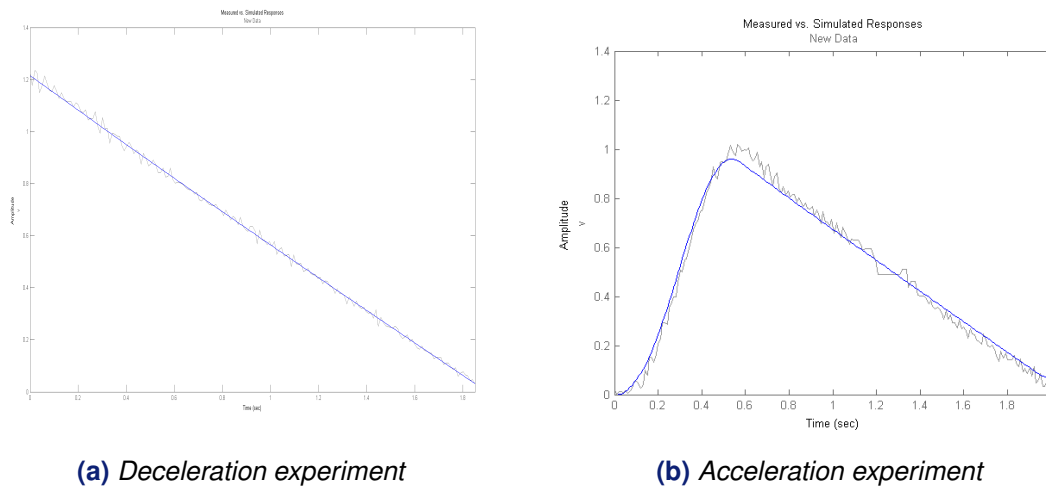 Measured vs. Simulated Responses
New Data
1.4
1.2
1
0.8
0.6
0.4
0.2
0
Amplitude
v
0 0.2 0.4 0.6 0.8 1 1.2 1.4 1.6 1.8
Time (sec)
(a) Deceleration experiment
Measured vs. Simulated Responses
New Data
1.4
1.2
1
0.8
0.6
0.4
0.2
0
Amplitude
v
0 0.2 0.4 0.6 0.8 1 1.2 1.4 1.6 1.8
Time (sec)
(b) Acceleration experiment